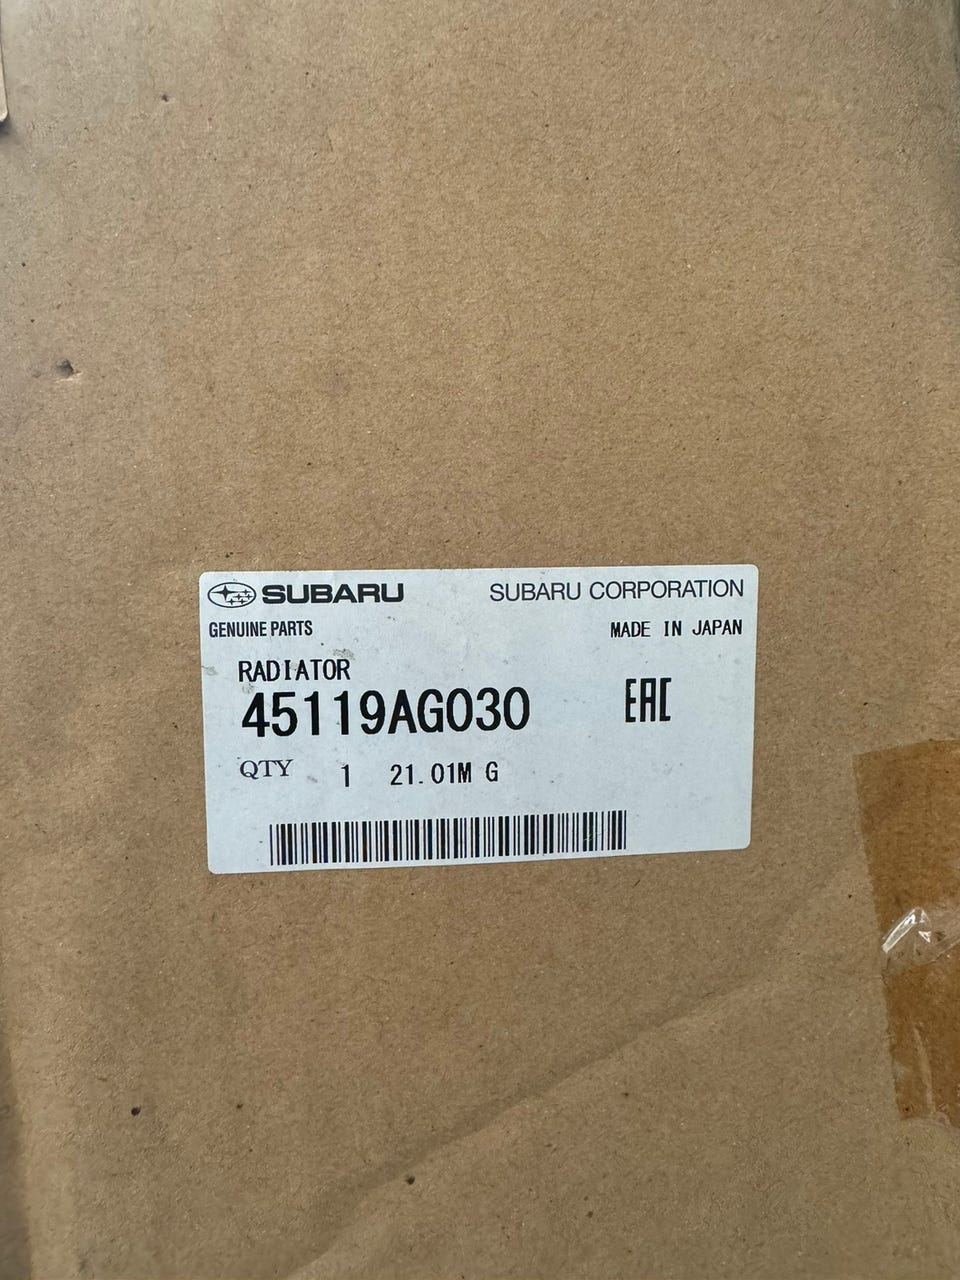 SUBARU SUBARU CORPORATION
GENUINE PARTS MADE IN JAPAN
RADIATOR
45119AG030 EAC
QTY 1 21.01M G